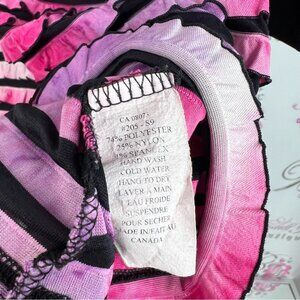 CA 08075
#205 - S9
74% POLYESTER
25% NYLON
1% SPANDEX
HAND WASH
COLD WATER
HANG TO DRY
LAVER A MAIN
EAU FROIDE
SUSPENDRE
POUR SECHER
MADE IN/FAIT AU
CANADA